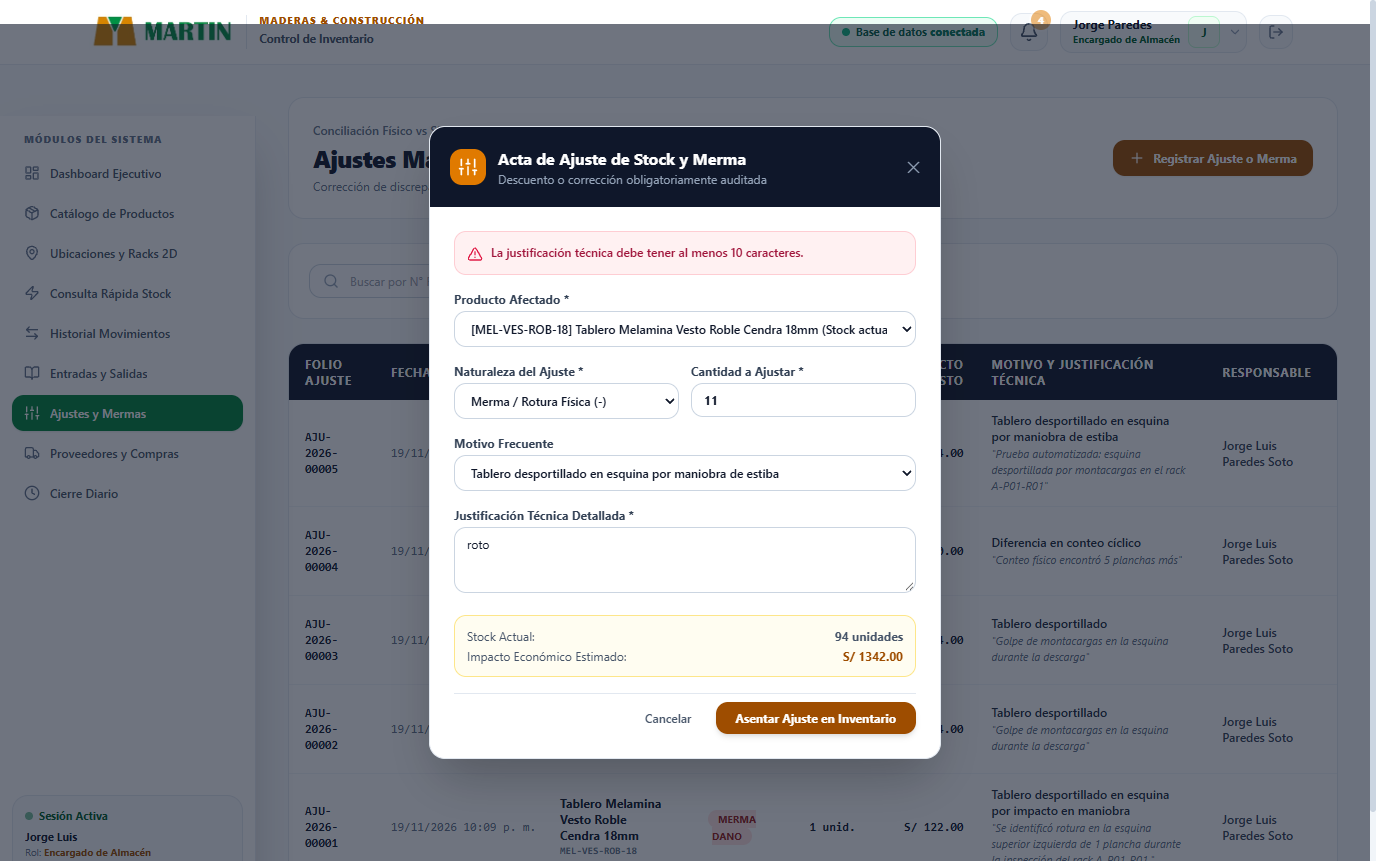 MARTIN
MADERAS & CONSTRUCCIÓN
Control de Inventario
Base de datos conectada
4
Jorge Paredes
Encargado de Almacén
J
MÓDULOS DEL SISTEMA
Dashboard Ejecutivo
Catálogo de Productos
Ubicaciones y Racks 2D
Consulta Rápida Stock
Historial Movimientos
Entradas y Salidas
Ajustes y Mermas
Proveedores y Compras
Cierre Diario
Sesión Activa
Jorge Luis
Rol: Encargado de Almacén
Conciliación Físico vs
Ajustes
Corrección de
Registrar Ajuste o Merma
Buscar por N°
Acta de Ajuste de Stock y Merma
Descuento o corrección obligatoriamente auditada
La justificación técnica debe tener al menos 10 caracteres.
Producto Afectado *
[MEL-VES-ROB-18] Tablero Melamina Vesto Roble Cendra 18mm (Stock actua
Naturaleza del Ajuste *
Cantidad a Ajustar *
Merma / Rotura Física (-)
11
Motivo Frecuente
Tablero desportillado en esquina por maniobra de estiba
Justificación Técnica Detallada *
roto
Stock Actual:
94 unidades
Impacto Económico Estimado:
S/ 1342.00
Cancelar
Asentar Ajuste en Inventario
FOLIO
AJUSTE
FECHA
MOTIVO Y JUSTIFICACIÓN
TÉCNICA
RESPONSABLE
AJU-
2026-
00005
19/11/
Tablero desportillado en esquina
por maniobra de estiba
"Prueba automatizada: esquina
desportillada por montacargas en el rack
A-P01-R01"
Jorge Luis
Paredes Soto
AJU-
2026-
00004
19/11/
Diferencia en conteo cíclico
"Conteo físico encontró 5 planchas más"
Jorge Luis
Paredes Soto
AJU-
2026-
00003
19/11/
Tablero desportillado
"Golpe de montacargas en la esquina
durante la descarga"
Jorge Luis
Paredes Soto
AJU-
2026-
00002
19/11/
Tablero desportillado
"Golpe de montacargas en la esquina
durante la descarga"
Jorge Luis
Paredes Soto
AJU-
2026-
00001
19/11/2026 10:09 p. m.
Tablero Melamina
Vesto Roble
Cendra 18mm
MEL-VES-ROB-18
MERMA
DANO
1 unid.
S/ 122.00
Tablero desportillado en esquina
por impacto en maniobra
"Se identificó rotura en la esquina
superior izquierda de 1 plancha durante
la inspección del rack A-P01-R01"
Jorge Luis
Paredes Soto